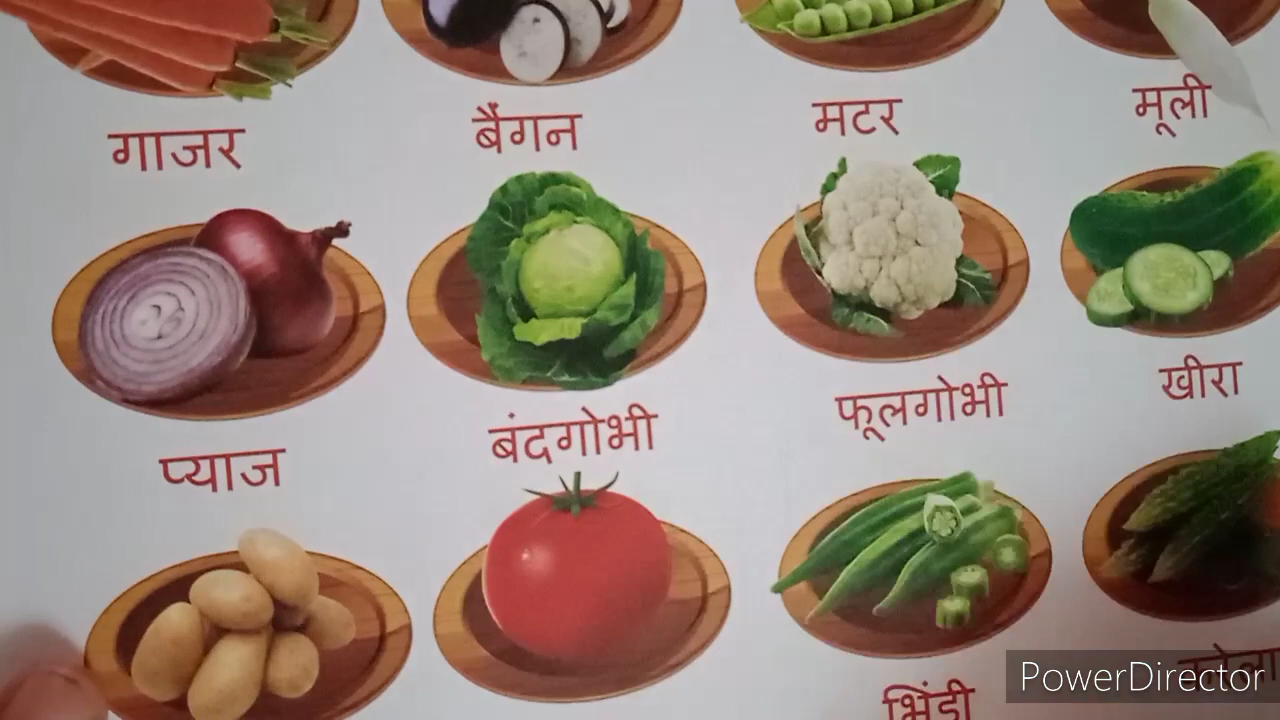 गाजर
बैंगन
मटर
मूली
प्याज
बंदगोभी
फूलगोभी
खीरा
भिंडी
PowerDirector